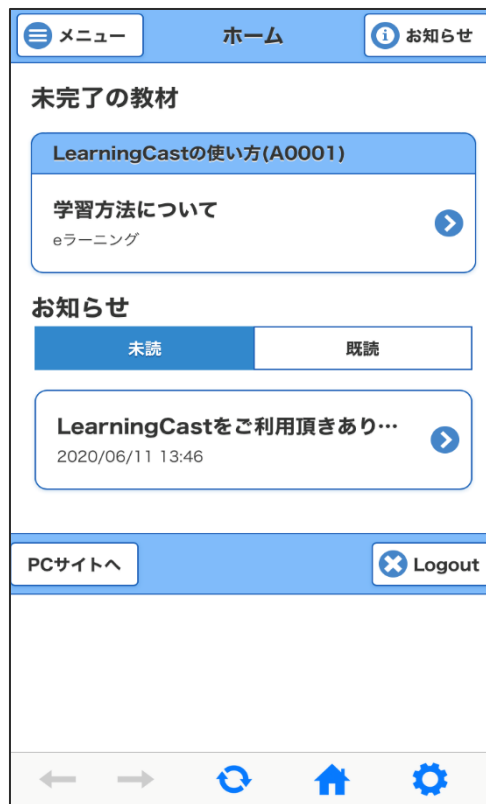 メニュー
ホーム
お知らせ
未完了の教材
LearningCastの使い方(A0001)
学習方法について
eラーニング
お知らせ
未読
既読
LearningCastをご利用頂きあり…
2020/06/11 13:46
PCサイトへ
Logout